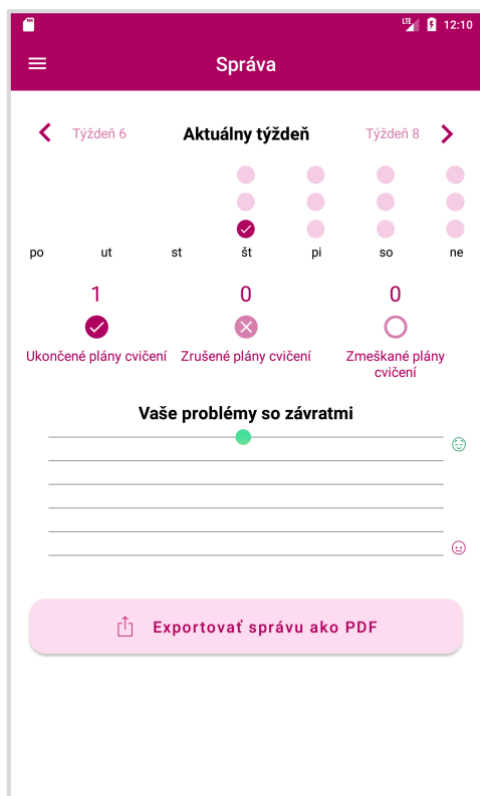 LTE 12:10
Správa
Týždeň 6 Aktuálny týždeň Týždeň 8
po ut st št pi so ne
1 0 0
Ukončené plány cvičení Zrušené plány cvičení Zmeškané plány
cvičení
Vaše problémy so závratmi
Exportovať správu ako PDF